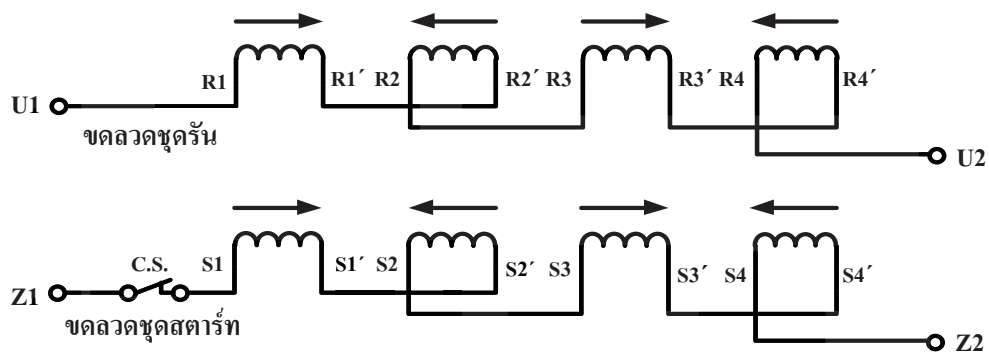 R1 R1´ R2 R2´ R3 R3´ R4 R4´
U1
ขดลวดชุดรัน
U2
C.S. S1 S1´ S2 S2´ S3 S3´ S4 S4´
Z1
ขดลวดชุดสตาร์ท
Z2